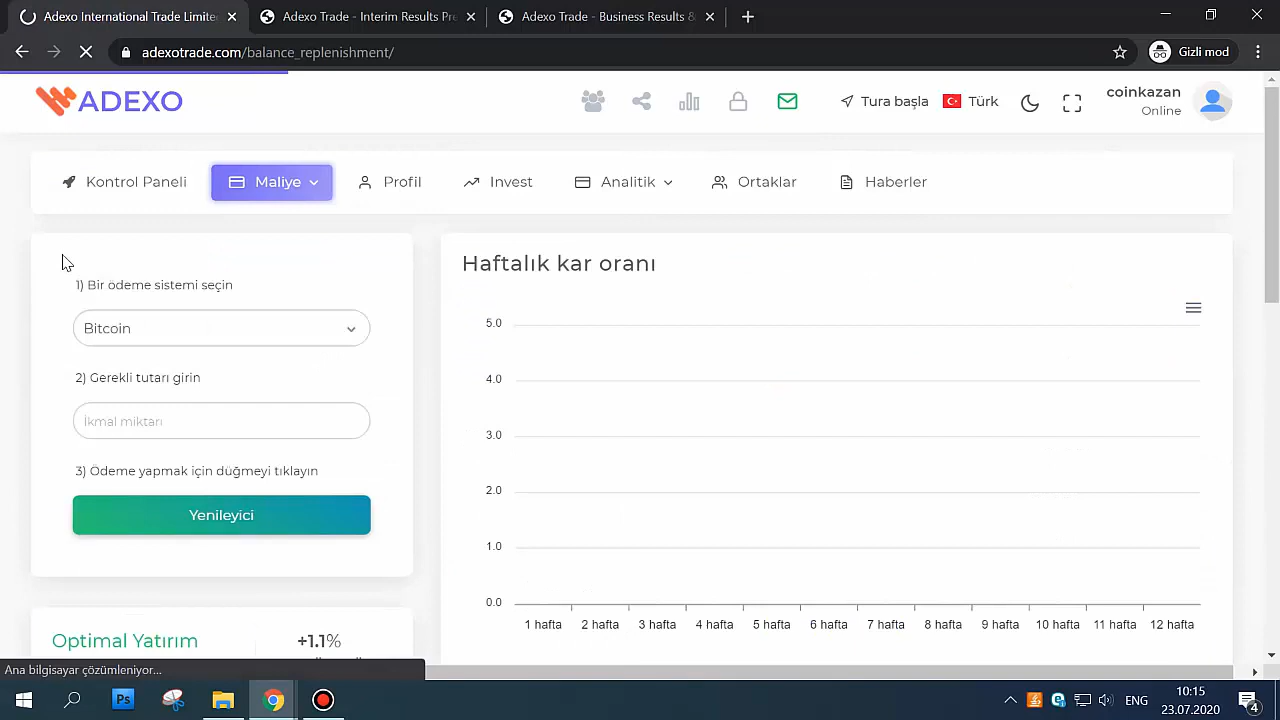 Adexo International Trade Limite
Adexo Trade - Interim Results Pre
Adexo Trade - Business Results &
adexotrade.com/balance_replenishment/
Gizli mod
ADEXO
Tura başla
Türk
coinkazan
Online
Kontrol Paneli
Maliye
Profil
Invest
Analitik
Ortaklar
Haberler
1) Bir ödeme sistemi seçin
Bitcoin
2) Gerekli tutarı girin
İkmal miktarı
3) Ödeme yapmak için düğmeyi tıklayın
Yenileyici
Optimal Yatırım
+1.1%
Haftalık kar oranı
5.0
4.0
3.0
2.0
1.0
0.0
1 hafta 2 hafta 3 hafta 4 hafta 5 hafta 6 hafta 7 hafta 8 hafta 9 hafta 10 hafta 11 hafta 12 hafta
Ana bilgisayar çözümleniyor...
Ps
ENG
10:15
23.07.2020
4